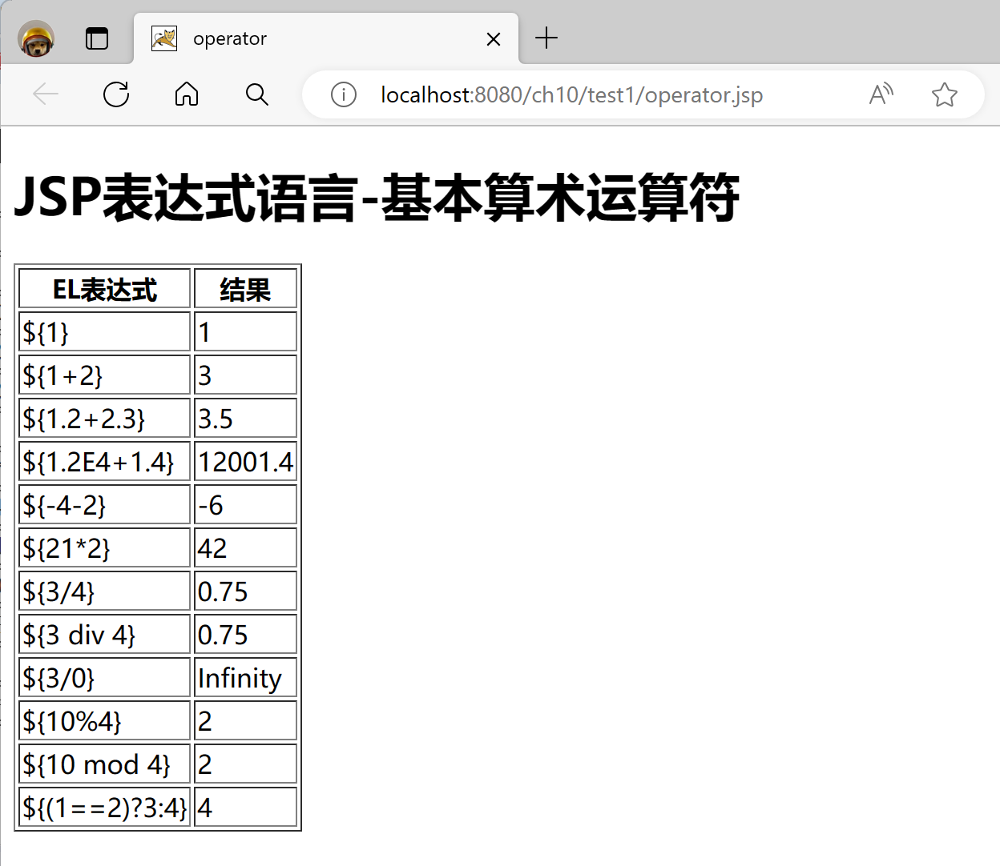 operator
localhost:8080/ch10/test1/operator.jsp
JSP表达式语言-基本算术运算符
EL表达式 结果
${1} 1
${1+2} 3
${1.2+2.3} 3.5
${1.2E4+1.4} 12001.4
${-4-2} -6
${21*2} 42
${3/4} 0.75
${3 div 4} 0.75
${3/0} Infinity
${10%4} 2
${10 mod 4} 2
${(1==2)?3:4} 4